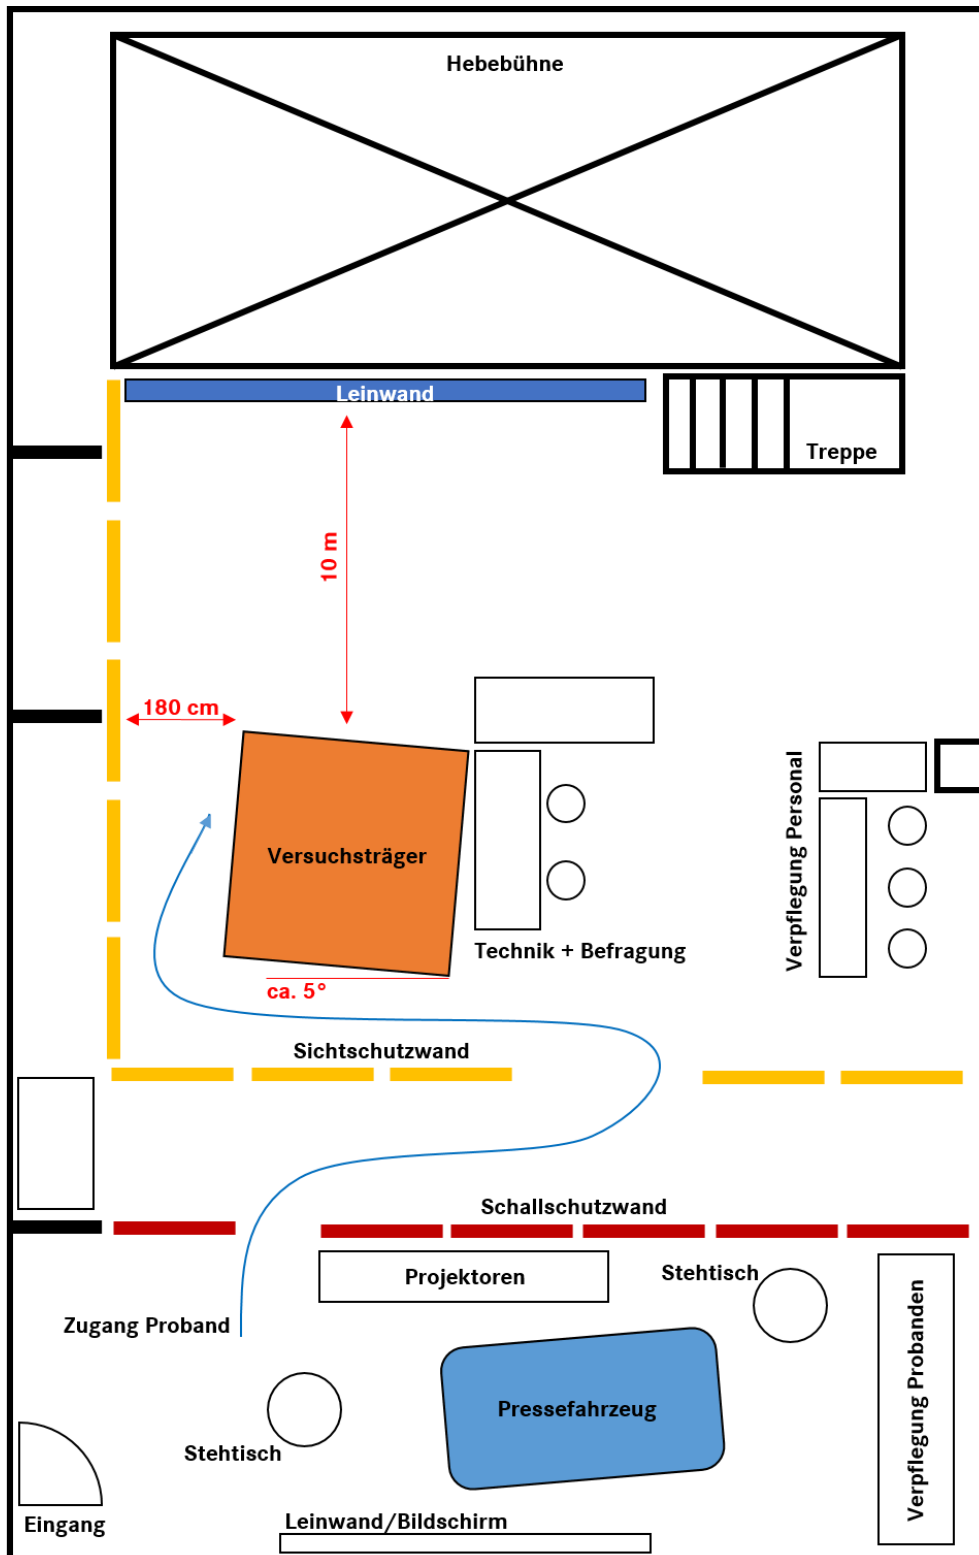 Hebebühne
Leinwand
Treppe
10 m
180 cm
Versuchsträger
Verpflegung Personal
Technik + Befragung
ca. 5°
Sichtschutzwand
Schallschutzwand
Projektoren
Stehtisch
Zugang Proband
Verpflegung Probanden
Pressefahrzeug
Stehtisch
Eingang
Leinwand/Bildschirm